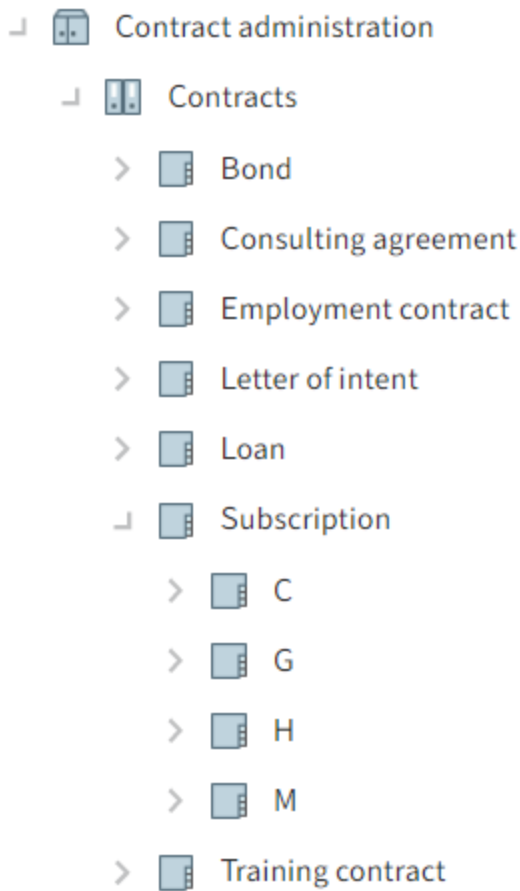 Contract administration
Contracts
Bond
Consulting agreement
Employment contract
Letter of intent
Loan
Subscription
C
G
H
M
Training contract